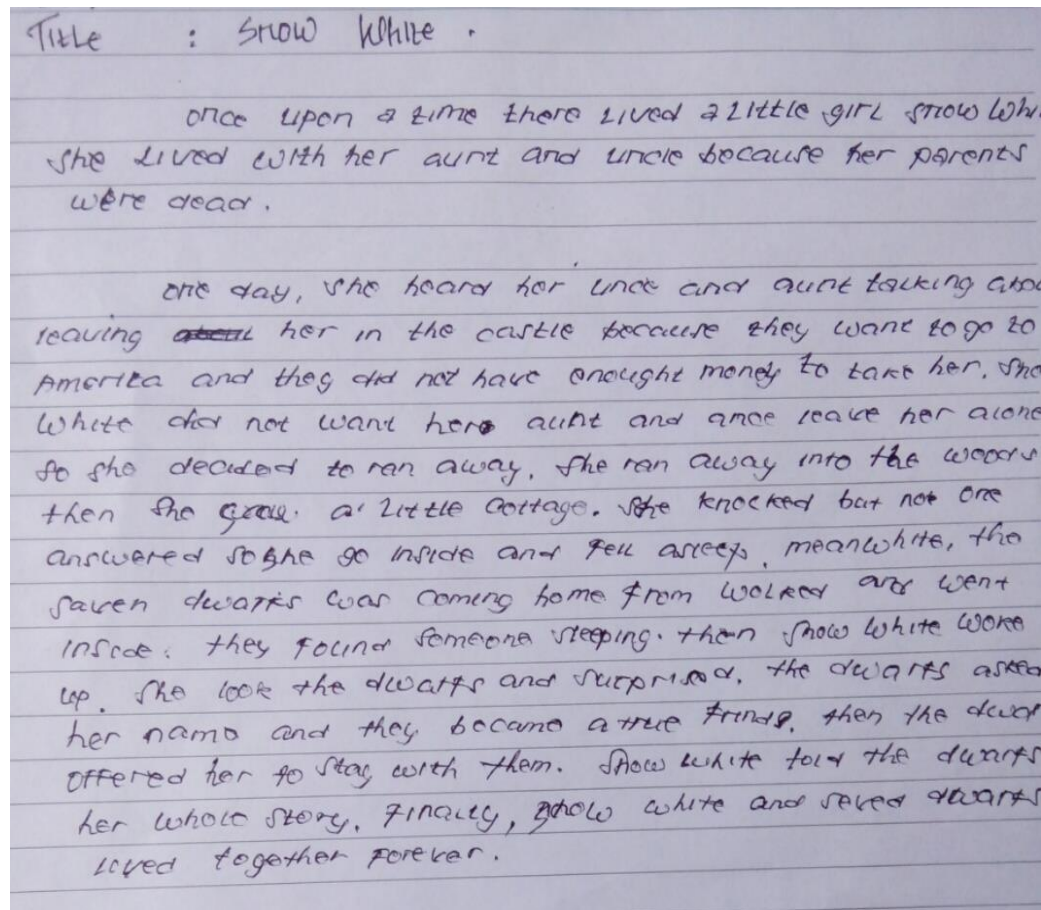 Title : Snow White .
once upon a time there lived a little girl snow Whi
she lived with her aunt and uncle because her parents
were dead.
one day, she heard her unce and aunt talking abou
leaving her in the castle because they want to go to
America and they did not have enought money to take her. Sno
White did not want her aunt and ance leave her alone
so she decided to ran away. She ran away into the woods
then she a little cottage. She knocked but not one
answered so she go inside and fell asleep. meanwhite, the
saven dwarfs was coming home from wolked and went
inside. they found someone sleeping. then snow white woke
up. She look the dwarfs and surprised. the dwarfs asked
her name and they became a true frinds. then the dwar
offered her to stay with them. Snow white told the dwarfs
her whole story. Finally, snow white and seved dwarfs
lived together forever.